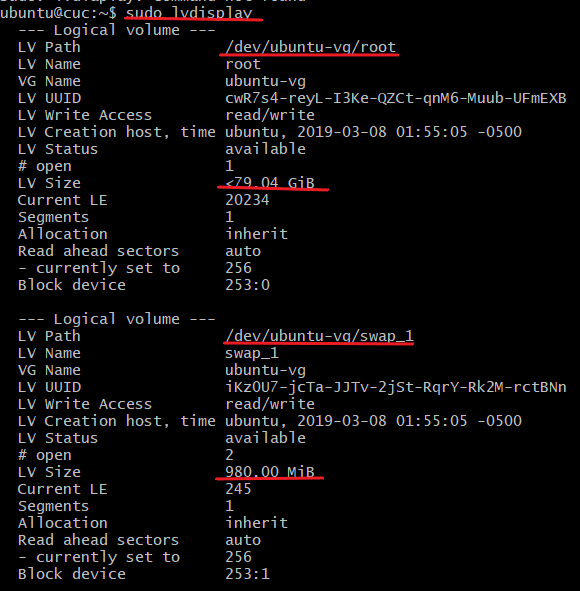 ubuntu@cuc:~$ sudo lvdisplay
--- Logical volume ---
LV Path /dev/ubuntu-vg/root
LV Name root
VG Name ubuntu-vg
LV UUID cwR7s4-reyL-I3Ke-QZCt-qnM6-Muub-UFmEXB
LV Write Access read/write
LV Creation host, time ubuntu, 2019-03-08 01:55:05 -0500
LV Status available
# open 1
LV Size <79.04 GiB
Current LE 20234
Segments 1
Allocation inherit
Read ahead sectors auto
- currently set to 256
Block device 253:0
--- Logical volume ---
LV Path /dev/ubuntu-vg/swap_1
LV Name swap_1
VG Name ubuntu-vg
LV UUID iKzOU7-jcTa-JJTv-2jSt-RqrY-Rk2M-rctBNn
LV Write Access read/write
LV Creation host, time ubuntu, 2019-03-08 01:55:05 -0500
LV Status available
# open 2
LV Size 980.00 MiB
Current LE 245
Segments 1
Allocation inherit
Read ahead sectors auto
- currently set to 256
Block device 253:1